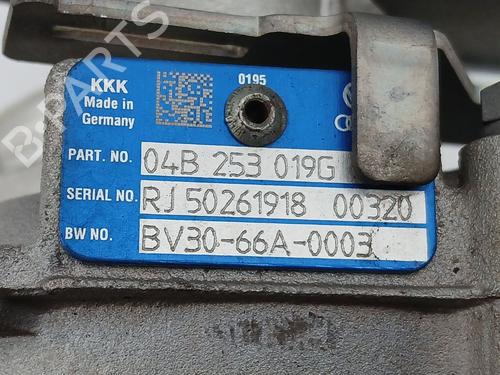 KKK
Made in
Germany
0195
PART. NO. 04B 253 019G
SERIAL NO. RJ 50261918 00320
BW NO. BV30-66A-0003
B-PARTS